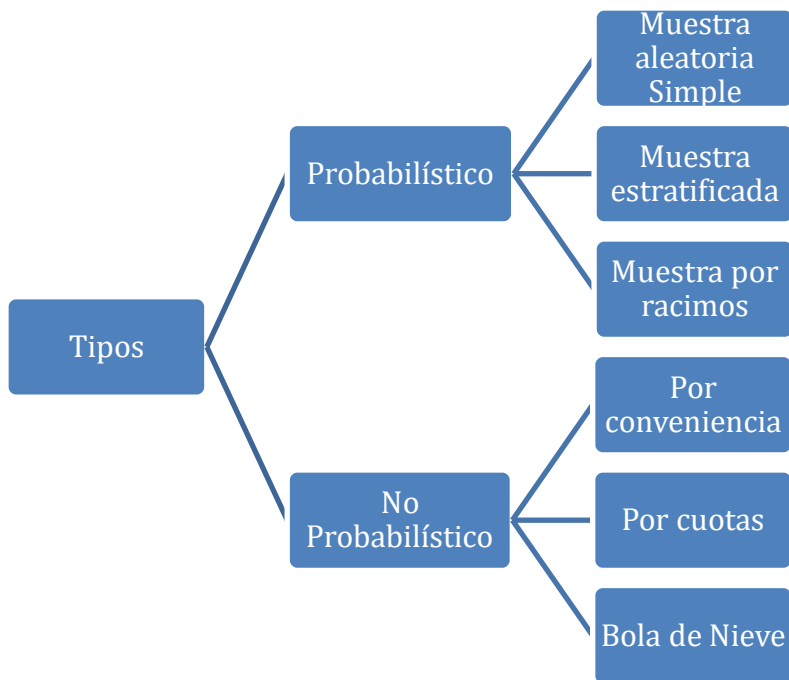 Tipos
Probabilístico
Muestra
aleatoria
Simple
Muestra
estratificada
Muestra por
racimos
No
Probabilístico
Por
conveniencia
Por cuotas
Bola de Nieve